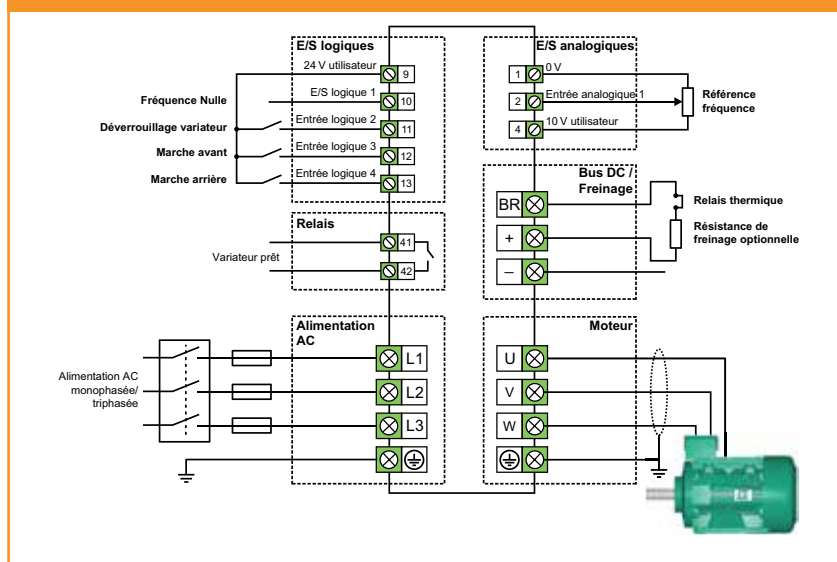 E/S logiques
24 V utilisateur
9
Fréquence Nulle
E/S logique 1
10
Déverrouillage variateur
Entrée logique 2
11
Marche avant
Entrée logique 3
12
Marche arrière
Entrée logique 4
13
Relais
41
Variateur prêt
42
Alimentation
AC
L1
Alimentation AC
monophasée/
triphasée
L2
L3
E/S analogiques
1
0 V
2
Entrée analogique 1
Référence
fréquence
4
10 V utilisateur
Bus DC /
Freinage
BR
Relais thermique
+
Résistance de
freinage optionnelle
–
Moteur
U
V
W